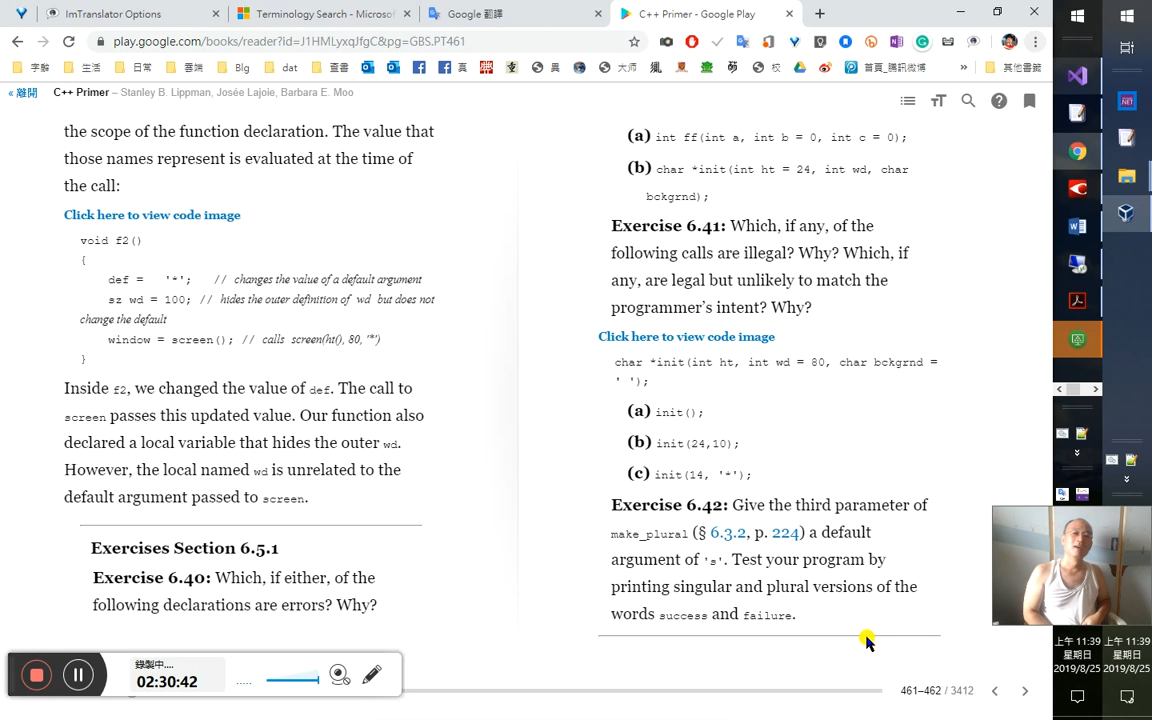 ImTranslator Options
Terminology Search - Microsof
Google 翻譯
C++ Primer - Google Play
play.google.com/books/reader?id=J1HMLyxqJfgC&pg=GBS.PT461
字辭
生活
日常
雲端
Blg
dat
查書
真
異
大师
校
首頁_騰訊微博
其他書籤
« 離開
C++ Primer – Stanley B. Lippman, Josée Lajoie, Barbara E. Moo
the scope of the function declaration. The value that
those names represent is evaluated at the time of
the call:
Click here to view code image
void f2()
{
def = '*'; // changes the value of a default argument
sz wd = 100; // hides the outer definition of wd but does not
change the default
window = screen(); // calls screen(ht(), 80, '*')
}
Inside f2, we changed the value of def. The call to
screen passes this updated value. Our function also
declared a local variable that hides the outer wd.
However, the local named wd is unrelated to the
default argument passed to screen.
Exercises Section 6.5.1
Exercise 6.40: Which, if either, of the
following declarations are errors? Why?
(a) int ff(int a, int b = 0, int c = 0);
(b) char *init(int ht = 24, int wd, char
bckgrnd);
Exercise 6.41: Which, if any, of the
following calls are illegal? Why? Which, if
any, are legal but unlikely to match the
programmer's intent? Why?
Click here to view code image
char *init(int ht, int wd = 80, char bckgrnd =
' ');
(a) init();
(b) init(24,10);
(c) init(14, '*');
Exercise 6.42: Give the third parameter of
make_plural (§ 6.3.2, p. 224) a default
argument of 's'. Test your program by
printing singular and plural versions of the
words success and failure.
461–462 / 3412
錄製中....
02:30:42
上午 11:39
星期日
2019/8/25
上午 11:39
星期日
2019/8/25